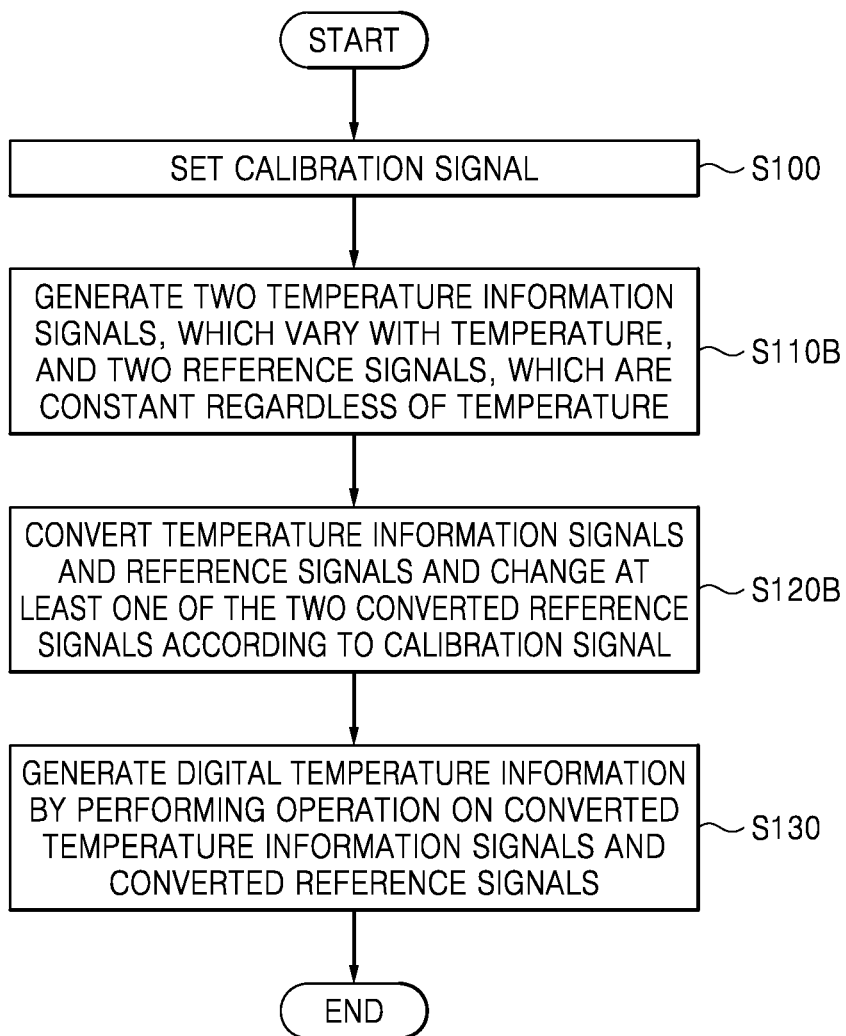 START
SET CALIBRATION SIGNAL
S100
GENERATE TWO TEMPERATURE INFORMATION
SIGNALS, WHICH VARY WITH TEMPERATURE,
AND TWO REFERENCE SIGNALS, WHICH ARE
CONSTANT REGARDLESS OF TEMPERATURE
S110B
CONVERT TEMPERATURE INFORMATION SIGNALS
AND REFERENCE SIGNALS AND CHANGE AT
LEAST ONE OF THE TWO CONVERTED REFERENCE
SIGNALS ACCORDING TO CALIBRATION SIGNAL
S120B
GENERATE DIGITAL TEMPERATURE INFORMATION
BY PERFORMING OPERATION ON CONVERTED
TEMPERATURE INFORMATION SIGNALS AND
CONVERTED REFERENCE SIGNALS
S130
END